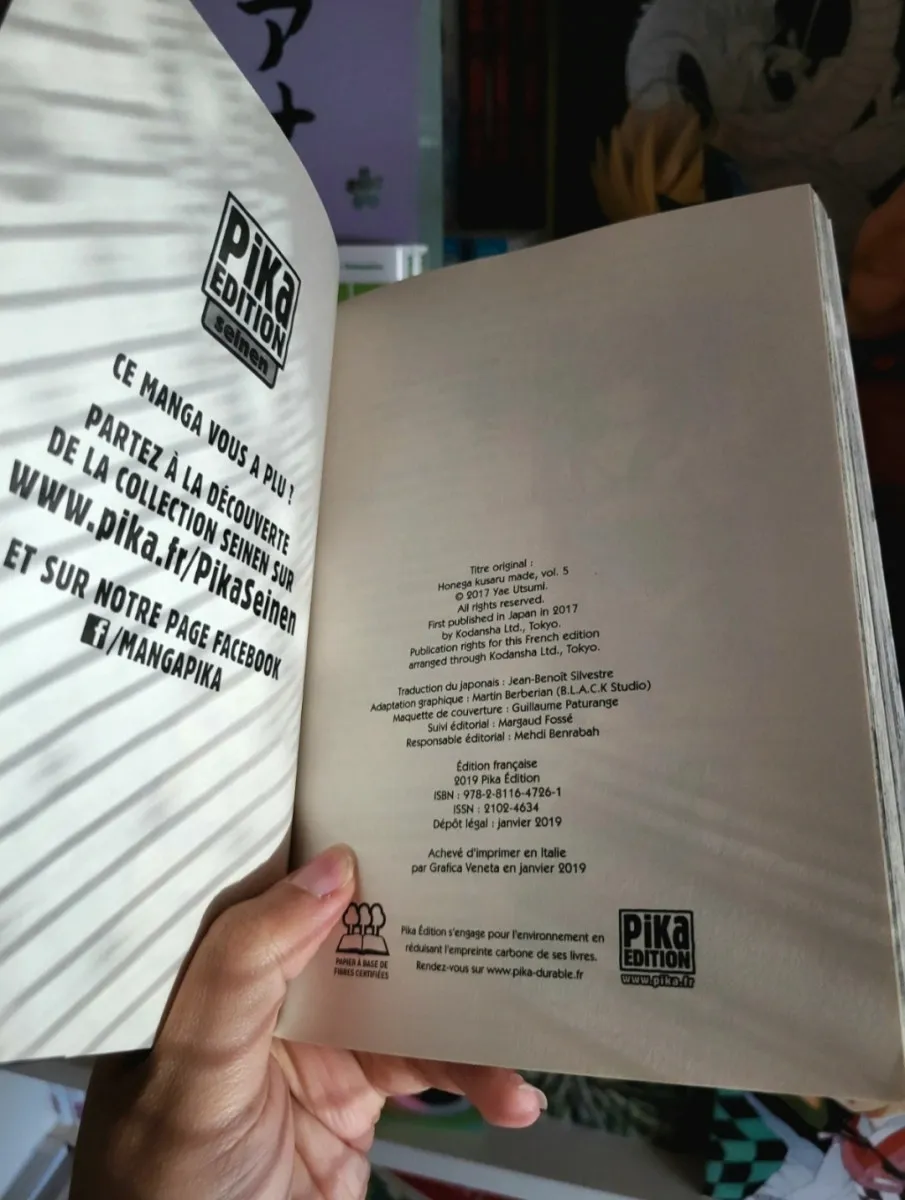 ア
PiKa
EDITION
seinen
CE MANGA VOUS A PLU ?
PARTEZ À LA DÉCOUVERTE
DE LA COLLECTION SEINEN SUR
www.pika.fr/PikaSeinen
ET SUR NOTRE PAGE FACEBOOK
f/MANGAPIKA
Titre original :
Honega kusaru made, vol. 5
© 2017 Yae Utsumi.
All rights reserved.
First published in Japan in 2017
by Kodansha Ltd., Tokyo.
Publication rights for this French edition
arranged through Kodansha Ltd., Tokyo.
Traduction du japonais : Jean-Benoît Silvestre
Adaptation graphique : Martin Berberian (B.L.A.C.K Studio)
Maquette de couverture : Guillaume Paturange
Suivi éditorial : Margaud Fossé
Responsable éditorial : Mehdi Benrabah
Édition française
2019 Pika Édition
ISBN : 978-2-8116-4726-1
ISSN : 2102-4634
Dépôt légal : janvier 2019
Achevé d'imprimer en Italie
par Grafica Veneta en janvier 2019
PAPIER À BASE DE
FIBRES CERTIFIÉES
Pika Édition s'engage pour l'environnement en
réduisant l'empreinte carbone de ses livres.
Rendez-vous sur www.pika-durable.fr
PiKa
EDITION
www.pika.fr